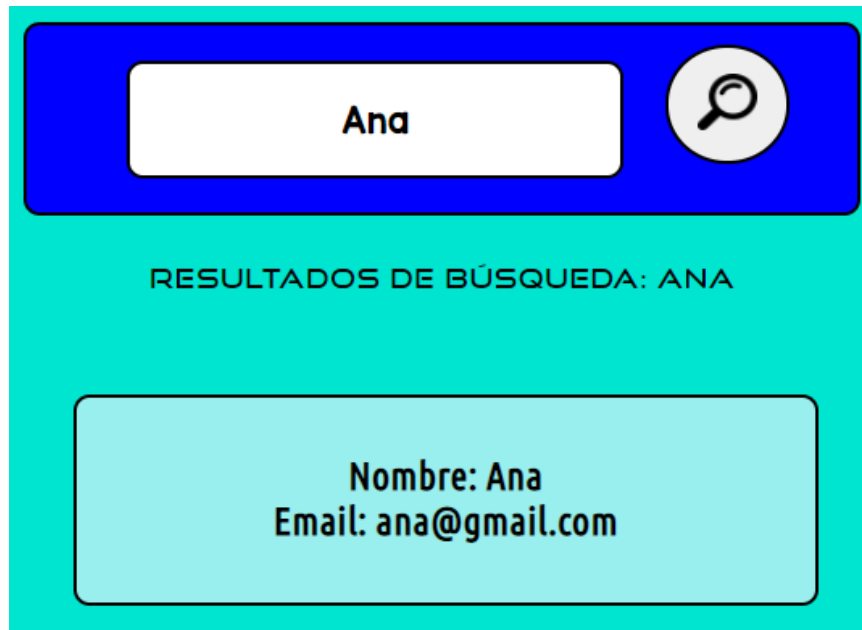 Ana
RESULTADOS DE BÚSQUEDA: ANA
Nombre: Ana
Email: ana@gmail.com